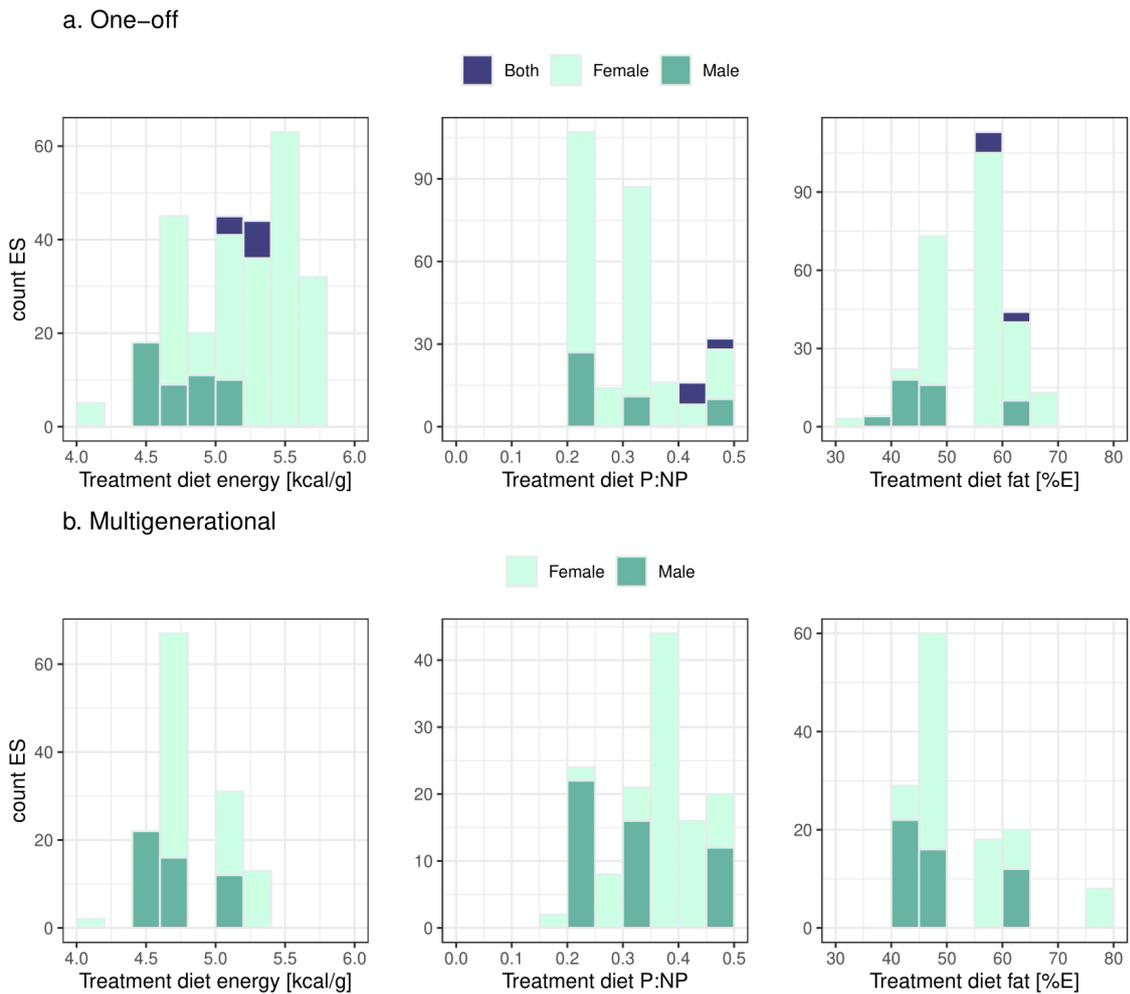 a. One−off
Both Female Male
count ES
60
40
20
0
4.0 4.5 5.0 5.5 6.0
Treatment diet energy [kcal/g]
90
60
30
0
0.0 0.1 0.2 0.3 0.4 0.5
Treatment diet P:NP
90
60
30
0
30 40 50 60 70 80
Treatment diet fat [%E]
b. Multigenerational
Female Male
count ES
60
40
20
0
4.0 4.5 5.0 5.5 6.0
Treatment diet energy [kcal/g]
40
30
20
10
0
0.0 0.1 0.2 0.3 0.4 0.5
Treatment diet P:NP
60
40
20
0
30 40 50 60 70 80
Treatment diet fat [%E]